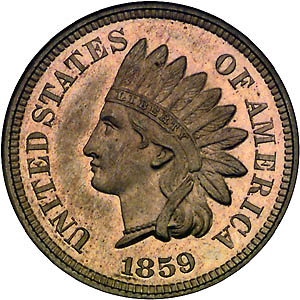 UNITED STATES OF AMERICA
LIBERTY
1859